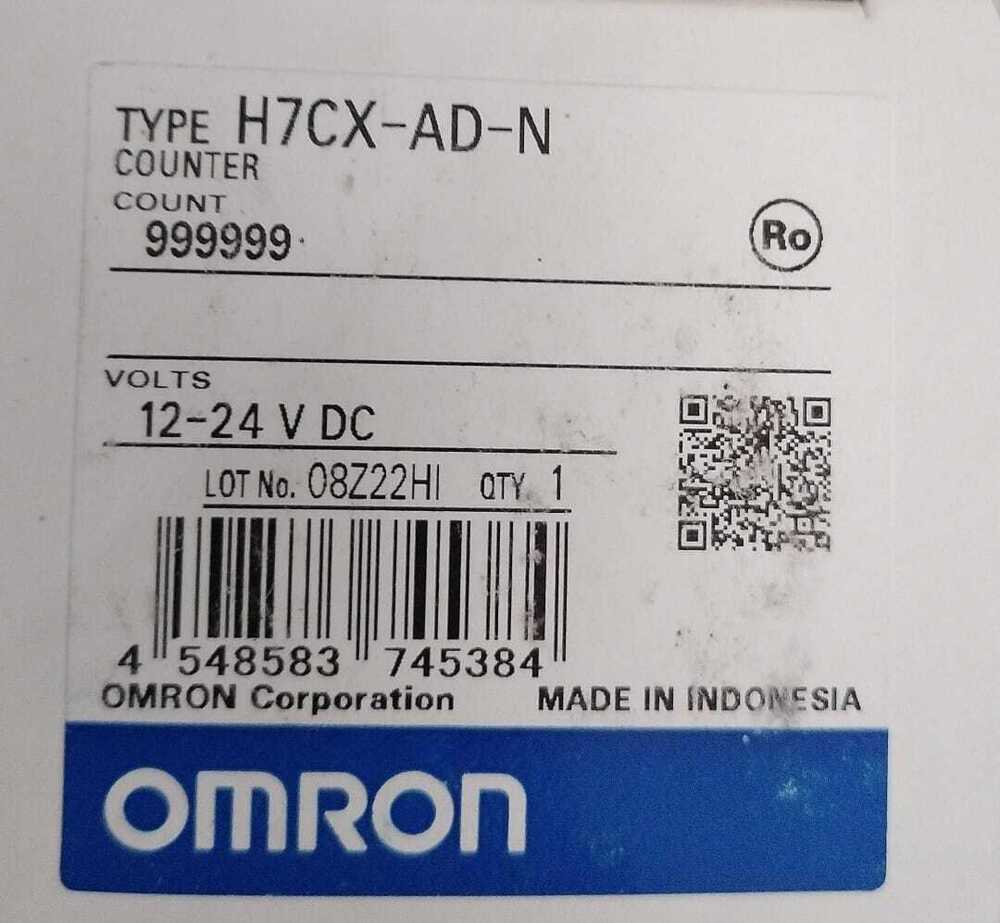 TYPE H7CX-AD-N
COUNTER
COUNT
999999
Ro
VOLTS
12-24 V DC
LOT No. 08Z22HI QTY 1
4 548583 745384
OMRON Corporation MADE IN INDONESIA
OMRON